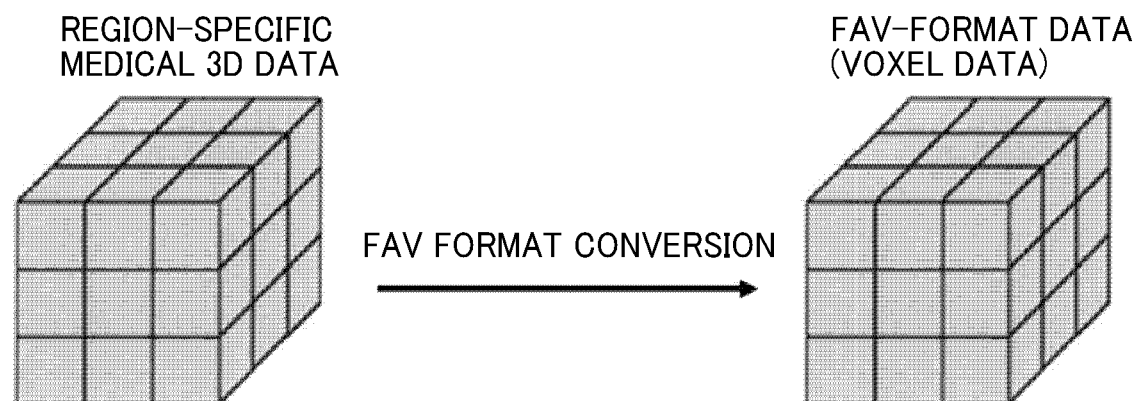 REGION-SPECIFIC
MEDICAL 3D DATA
FAV-FORMAT DATA
(VOXEL DATA)
FAV FORMAT CONVERSION